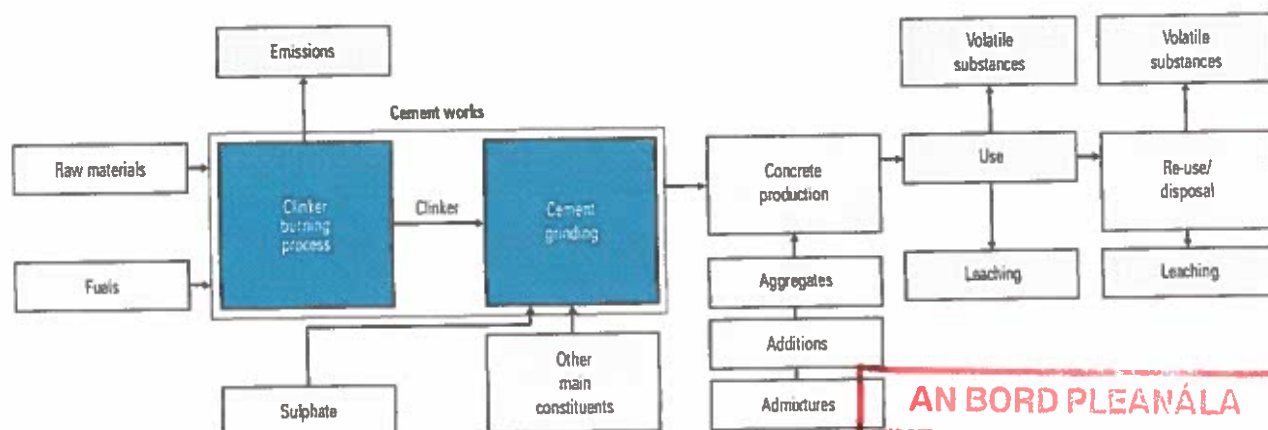 Emissions
Volatile
substances
Volatile
substances
Cement works
Raw materials
Clinker
burning
process
Clinker
Cement
grinding
Concrete
production
Use
Re-use/
disposal
Fuels
Aggregates
Leaching
Leaching
Additions
Sulphate
Other
main
constituents
Admixtures
AN BORD PLEANÁLA